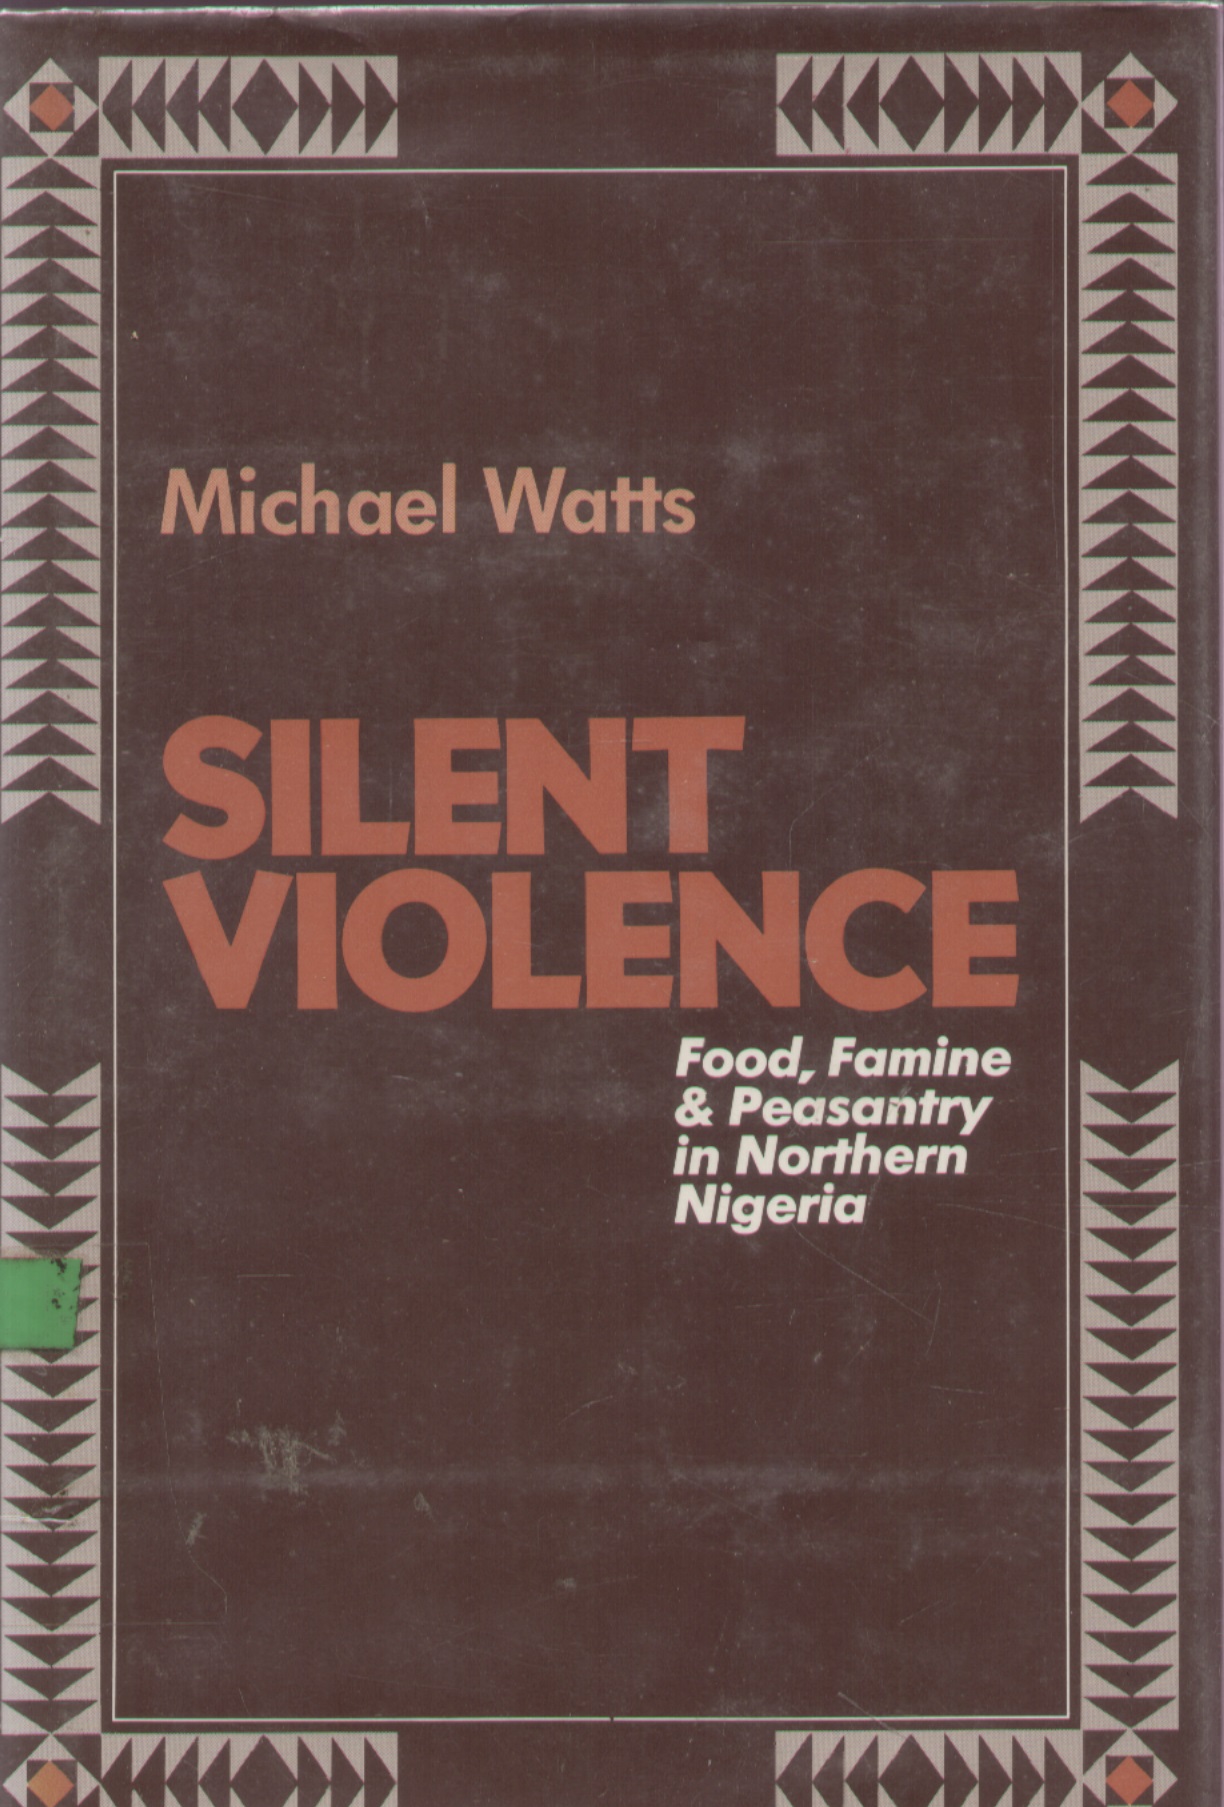 Michael Watts
SILENT
VIOLENCE
Food, Famine
& Peasantry
in Northern
Nigeria